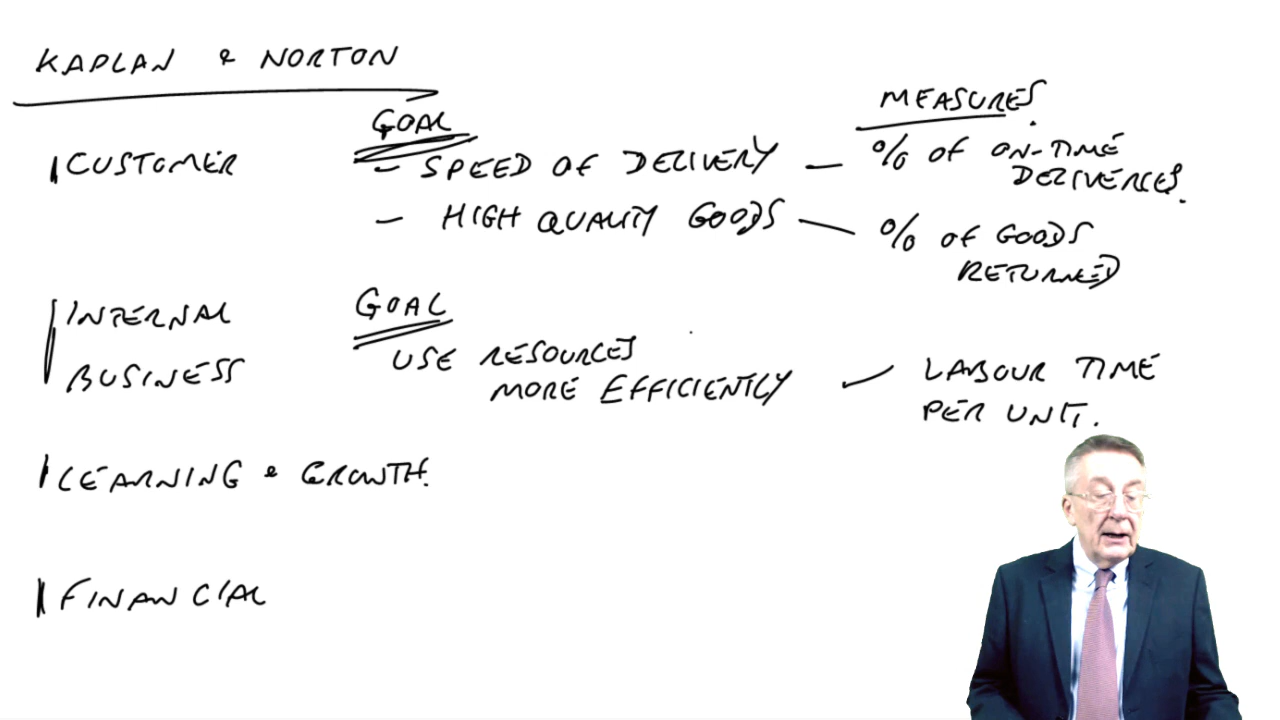 KAPLAN & NORTON
GOAL
MEASURES.
CUSTOMER
- SPEED OF DELIVERY - % OF ON-TIME
DELIVERIES.
- HIGH QUALITY GOODS - % OF GOODS
RETURNED
INTERNAL
BUSINESS
GOAL
USE RESOURCES
MORE EFFICIENTLY - LABOUR TIME
PER UNIT.
LEARNING & GROWTH.
FINANCIAL